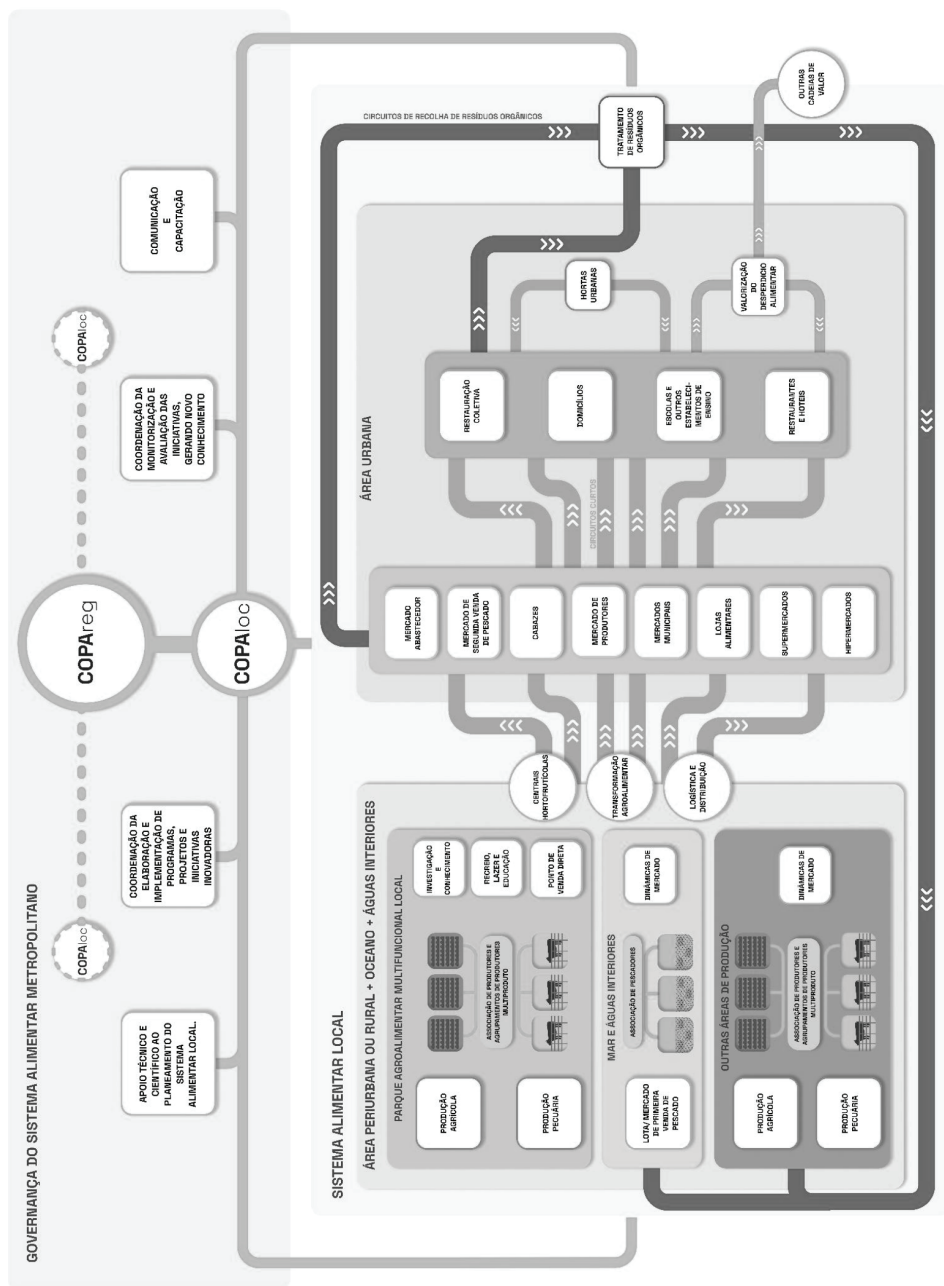 GOVERNANÇA DO SISTEMA ALIMENTAR METROPOLITANO
COPAloc
COPAreg
COPAloc
APOIO TÉCNICO E
CIENTÍFICO AO
PLANEAMENTO DO
SISTEMA
ALIMENTAR LOCAL.
COORDENAÇÃO DA
ELABORAÇÃO E
IMPLEMENTAÇÃO DE
PROGRAMAS,
PROJETOS E
INICIATIVAS
INOVADORAS
COORDENAÇÃO DA
MONITORIZAÇÃO E
AVALIAÇÃO DAS
INICIATIVAS,
GERANDO NOVO
CONHECIMENTO
COMUNICAÇÃO
E
CAPACITAÇÃO
COPAloc
SISTEMA ALIMENTAR LOCAL
ÁREA PERIURBANA OU RURAL + OCEANO + ÁGUAS INTERIORES
PARQUE AGROALIMENTAR MULTIFUNCIONAL LOCAL
PRODUÇÃO
AGRÍCOLA
PRODUÇÃO
PECUÁRIA
ASSOCIAÇÃO DE PRODUTORES E
AGRUPAMENTOS DE PRODUTORES
MULTIPRODUTO
INVESTIGAÇÃO
E
CONHECIMENTO
RECREIO,
LAZER E
EDUCAÇÃO
PONTO DE
VENDA DIRETA
MAR E ÁGUAS INTERIORES
LOTA/ MERCADO
DE PRIMEIRA
VENDA DE
PESCADO
ASSOCIAÇÃO DE PESCADORES
DINÂMICAS DE
MERCADO
OUTRAS ÁREAS DE PRODUÇÃO
PRODUÇÃO
AGRÍCOLA
PRODUÇÃO
PECUÁRIA
ASSOCIAÇÃO DE PRODUTORES E
AGRUPAMENTOS DE PRODUTORES
MULTIPRODUTO
DINÂMICAS DE
MERCADO
CENTRAIS
HORTOFRUTÍCOLAS
TRANSFORMAÇÃO
AGROALIMENTAR
LOGÍSTICA E
DISTRIBUIÇÃO
ÁREA URBANA
MERCADO
ABASTECEDOR
MERCADO DE
SEGUNDA VENDA
DE PESCADO
CABAZES
MERCADO DE
PRODUTORES
MERCADOS
MUNICIPAIS
LOJAS
ALIMENTARES
SUPERMERCADOS
HIPERMERCADOS
CIRCUITOS CURTOS
RESTAURAÇÃO
COLETIVA
DOMICÍLIOS
ESCOLAS E
OUTROS
ESTABELECI-
MENTOS DE
ENSINO
RESTAURANTES
E HOTEIS
HORTAS
URBANAS
VALORIZAÇÃO
DO
DESPERDICIO
ALIMENTAR
CIRCUITOS DE RECOLHA DE RESÍDUOS ORGÂNICOS
TRATAMENTO
DE RESÍDUOS
ORGÂNICOS
OUTRAS
CADEIAS DE
VALOR